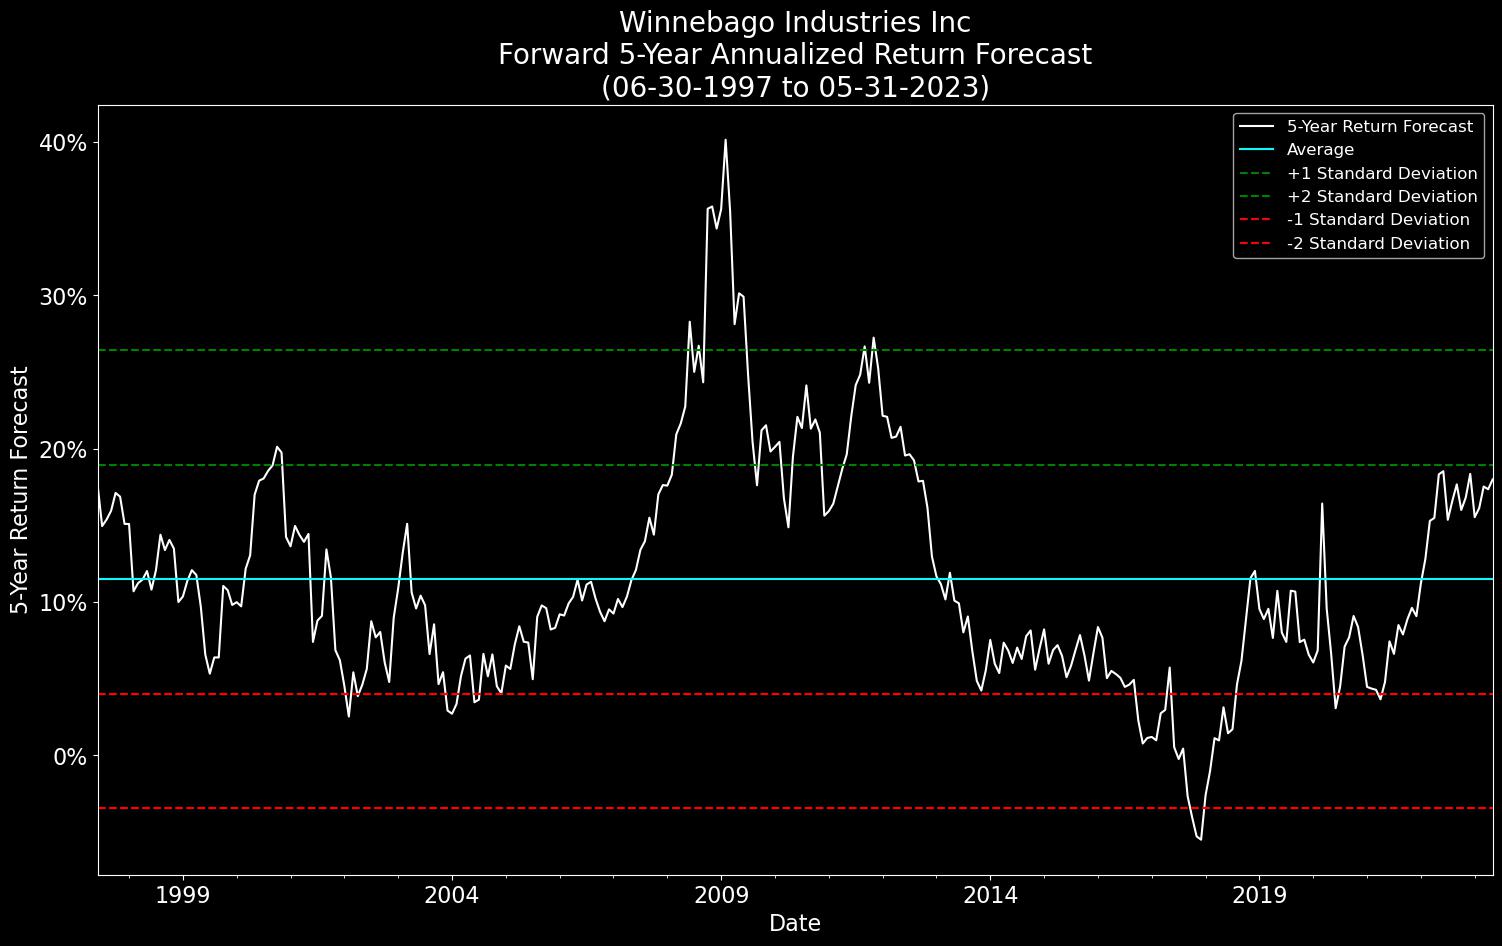 Winnebago Industries Inc
Forward 5-Year Annualized Return Forecast
(06-30-1997 to 05-31-2023)
5-Year Return Forecast
Average
+1 Standard Deviation
+2 Standard Deviation
-1 Standard Deviation
-2 Standard Deviation
40%
30%
20%
10%
0%
5-Year Return Forecast
1999
2004
2009
2014
2019
Date